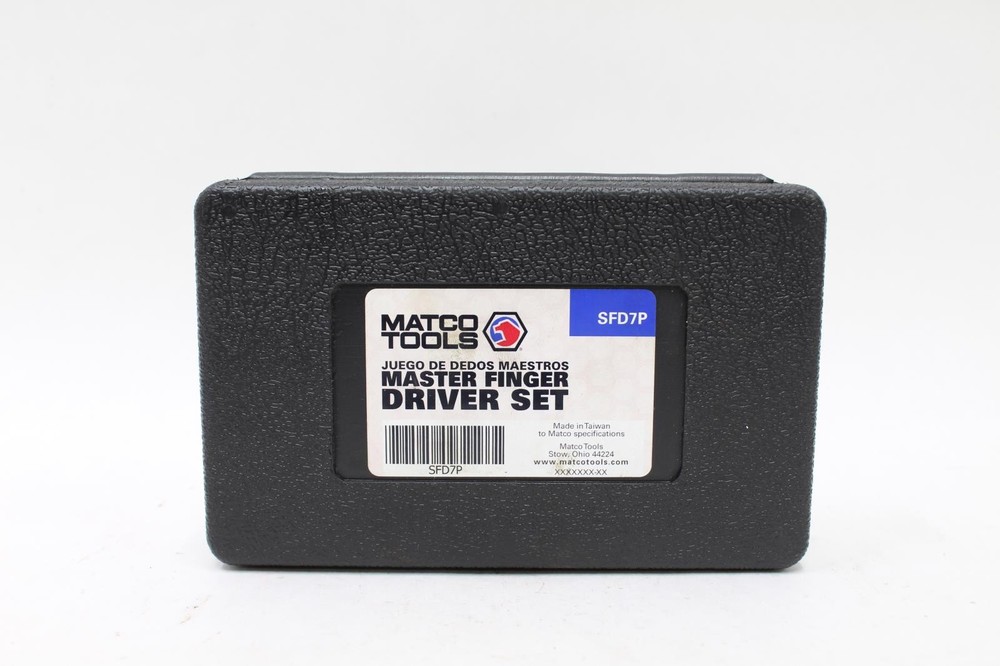 MATCO
TOOLS
SFD7P
JUEGO DE DEDOS MAESTROS
MASTER FINGER
DRIVER SET
SFD7P
Made in Taiwan
to Matco specifications
Matco Tools
Stow, Ohio 44224
www.matcotools.com
XXXXXXX-XX